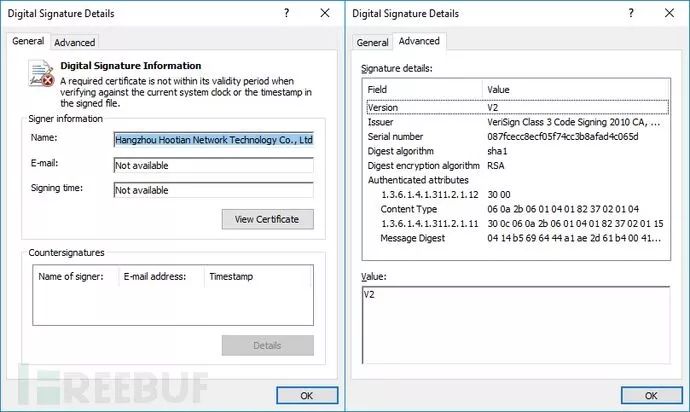 Digital Signature Details
?
General
Advanced
Digital Signature Information
A required certificate is not within its validity period when
verifying against the current system clock or the timestamp in
the signed file.
Signer information
Name:
Hangzhou Hootian Network Technology Co., Ltd
E-mail:
Not available
Signing time:
Not available
View Certificate
Countersignatures
Name of signer:
E-mail address:
Timestamp
Details
OK
REEBUF
Digital Signature Details
?
General
Advanced
Signature details:
Field
Value
Version
V2
Issuer
VeriSign Class 3 Code Signing 2010 CA, ...
Serial number
087fcecc8ecf05f74cc3b8afad4c065d
Digest algorithm
sha1
Digest encryption algorithm
RSA
Authenticated attributes
1.3.6.1.4.1.311.2.1.12
30 00
Content Type
06 0a 2b 06 01 04 01 82 37 02 01 04
1.3.6.1.4.1.311.2.1.11
30 0c 06 0a 2b 06 01 04 01 82 37 02 01 15
Message Digest
04 14 b5 69 64 44 a1 ae 2d 61 b4 00 41...
Value:
V2
OK